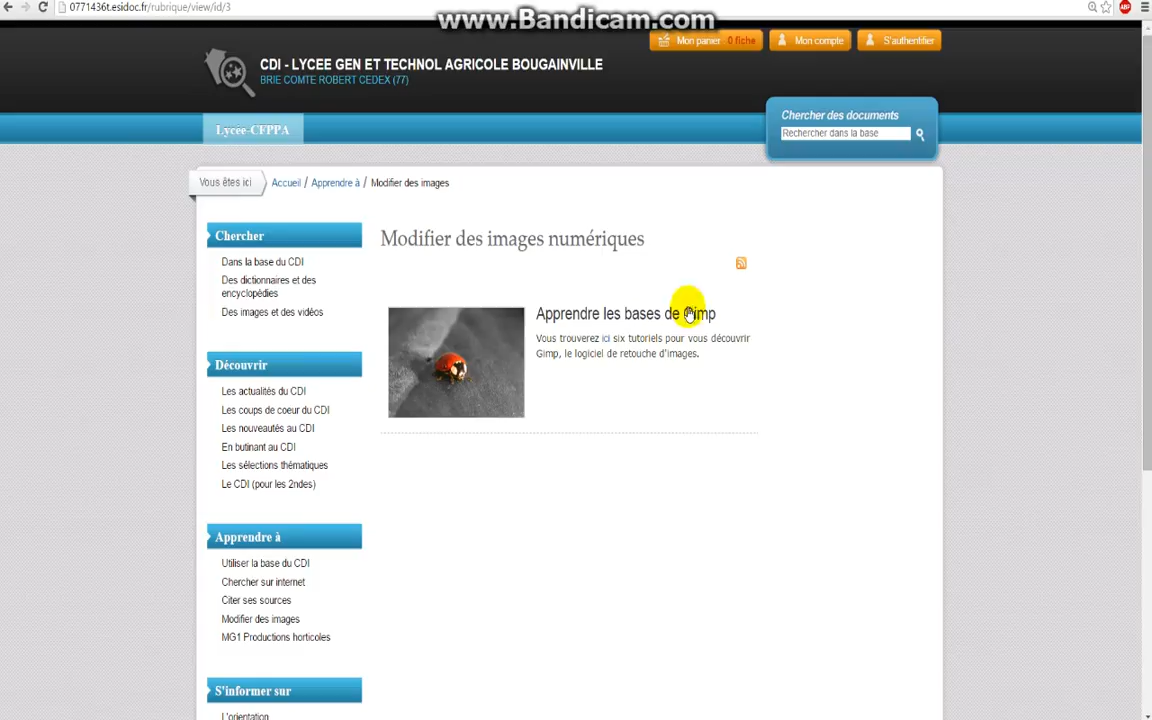 0771436t.esidoc.fr/rubrique/view/id/3
www.Bandicam.com
Mon panier : 0 fiche
Mon compte
S'authentifier
CDI - LYCEE GEN ET TECHNOL AGRICOLE BOUGAINVILLE
BRIE COMTE ROBERT CEDEX (77)
Lycée-CFPPA
Chercher des documents
Rechercher dans la base
Vous êtes ici
Accueil / Apprendre à / Modifier des images
Chercher
Dans la base du CDI
Des dictionnaires et des
encyclopédies
Des images et des vidéos
Découvrir
Les actualités du CDI
Les coups de coeur du CDI
Les nouveautés au CDI
En butinant au CDI
Les sélections thématiques
Le CDI (pour les 2ndes)
Apprendre à
Utiliser la base du CDI
Chercher sur internet
Citer ses sources
Modifier des images
MG1 Productions horticoles
S'informer sur
L'orientation
Modifier des images numériques
Apprendre les bases de Gimp
Vous trouverez ici six tutoriels pour vous découvrir
Gimp, le logiciel de retouche d'images.
ABP